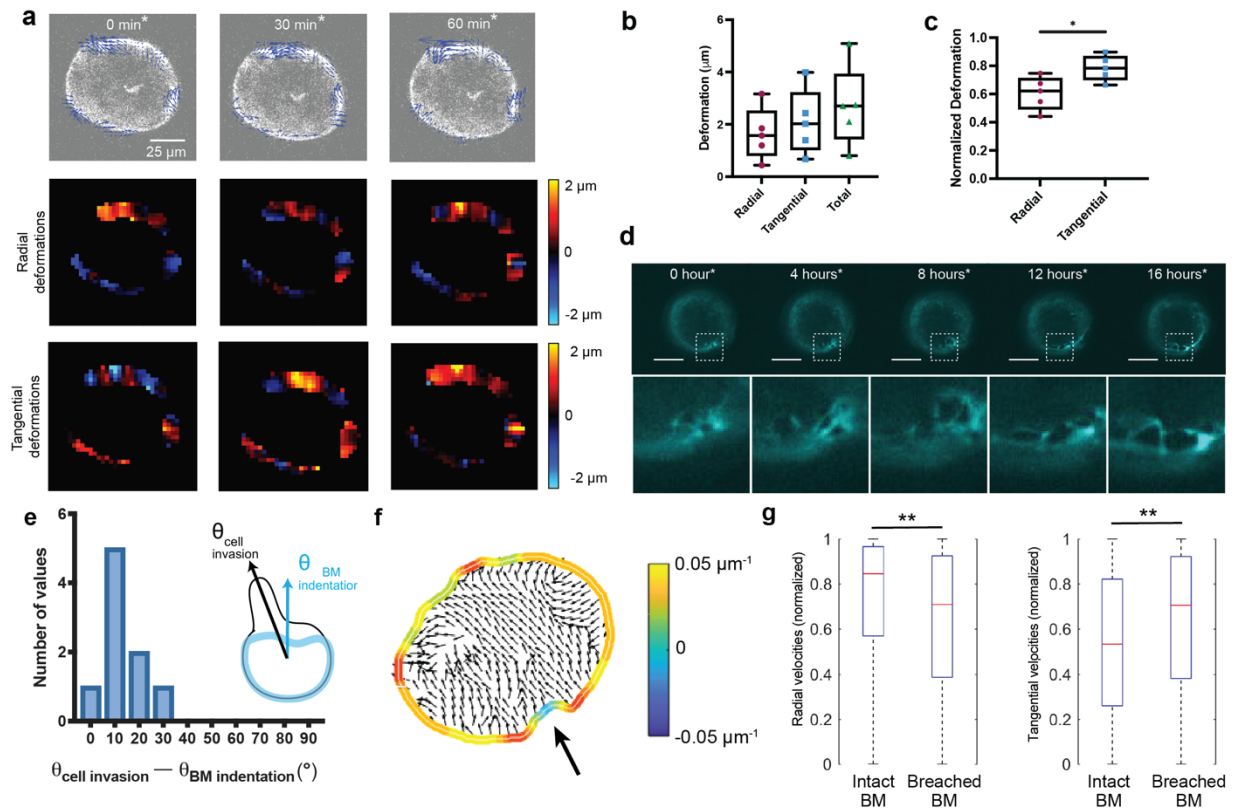 a
0 min*
30 min*
60 min*
25 µm
Radial
deformations
2 µm
0
-2 µm
Tangential
deformations
2 µm
0
-2 µm
b
Deformation (µm)
6
4
2
0
Radial
Tangential
Total
c
*
Normalized Deformation
1.0
0.8
0.6
0.4
0.2
0.0
Radial
Tangential
d
0 hour*
4 hours*
8 hours*
12 hours*
16 hours*
e
Number of values
6
4
2
0
0 10 20 30 40 50 60 70 80 90
θcell invasion — θBM indentation (°)
θcell
invasion
θ BM
indentatior
f
0.05 µm-1
0
-0.05 µm-1
g
**
Radial velocities (normalized)
1
0.8
0.6
0.4
0.2
0
Intact
BM
Breached
BM
**
Tangential velpcities (normalized)
1
0.8
0.6
0.4
0.2
0
Intact
BM
Breached
BM